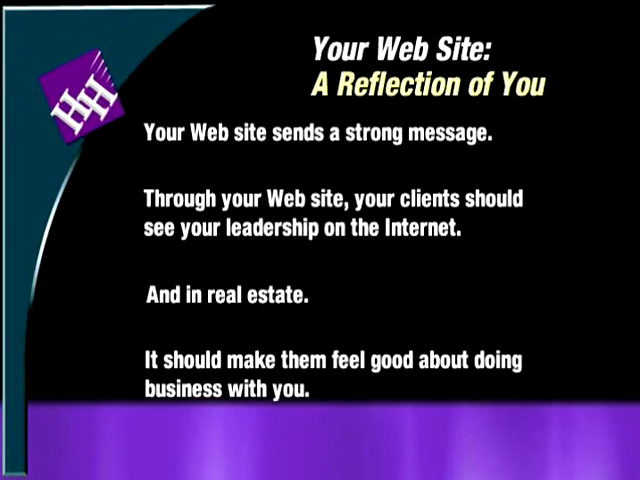 HH
Your Web Site:
A Reflection of You
Your Web site sends a strong message.
Through your Web site, your clients should
see your leadership on the Internet.
And in real estate.
It should make them feel good about doing
business with you.